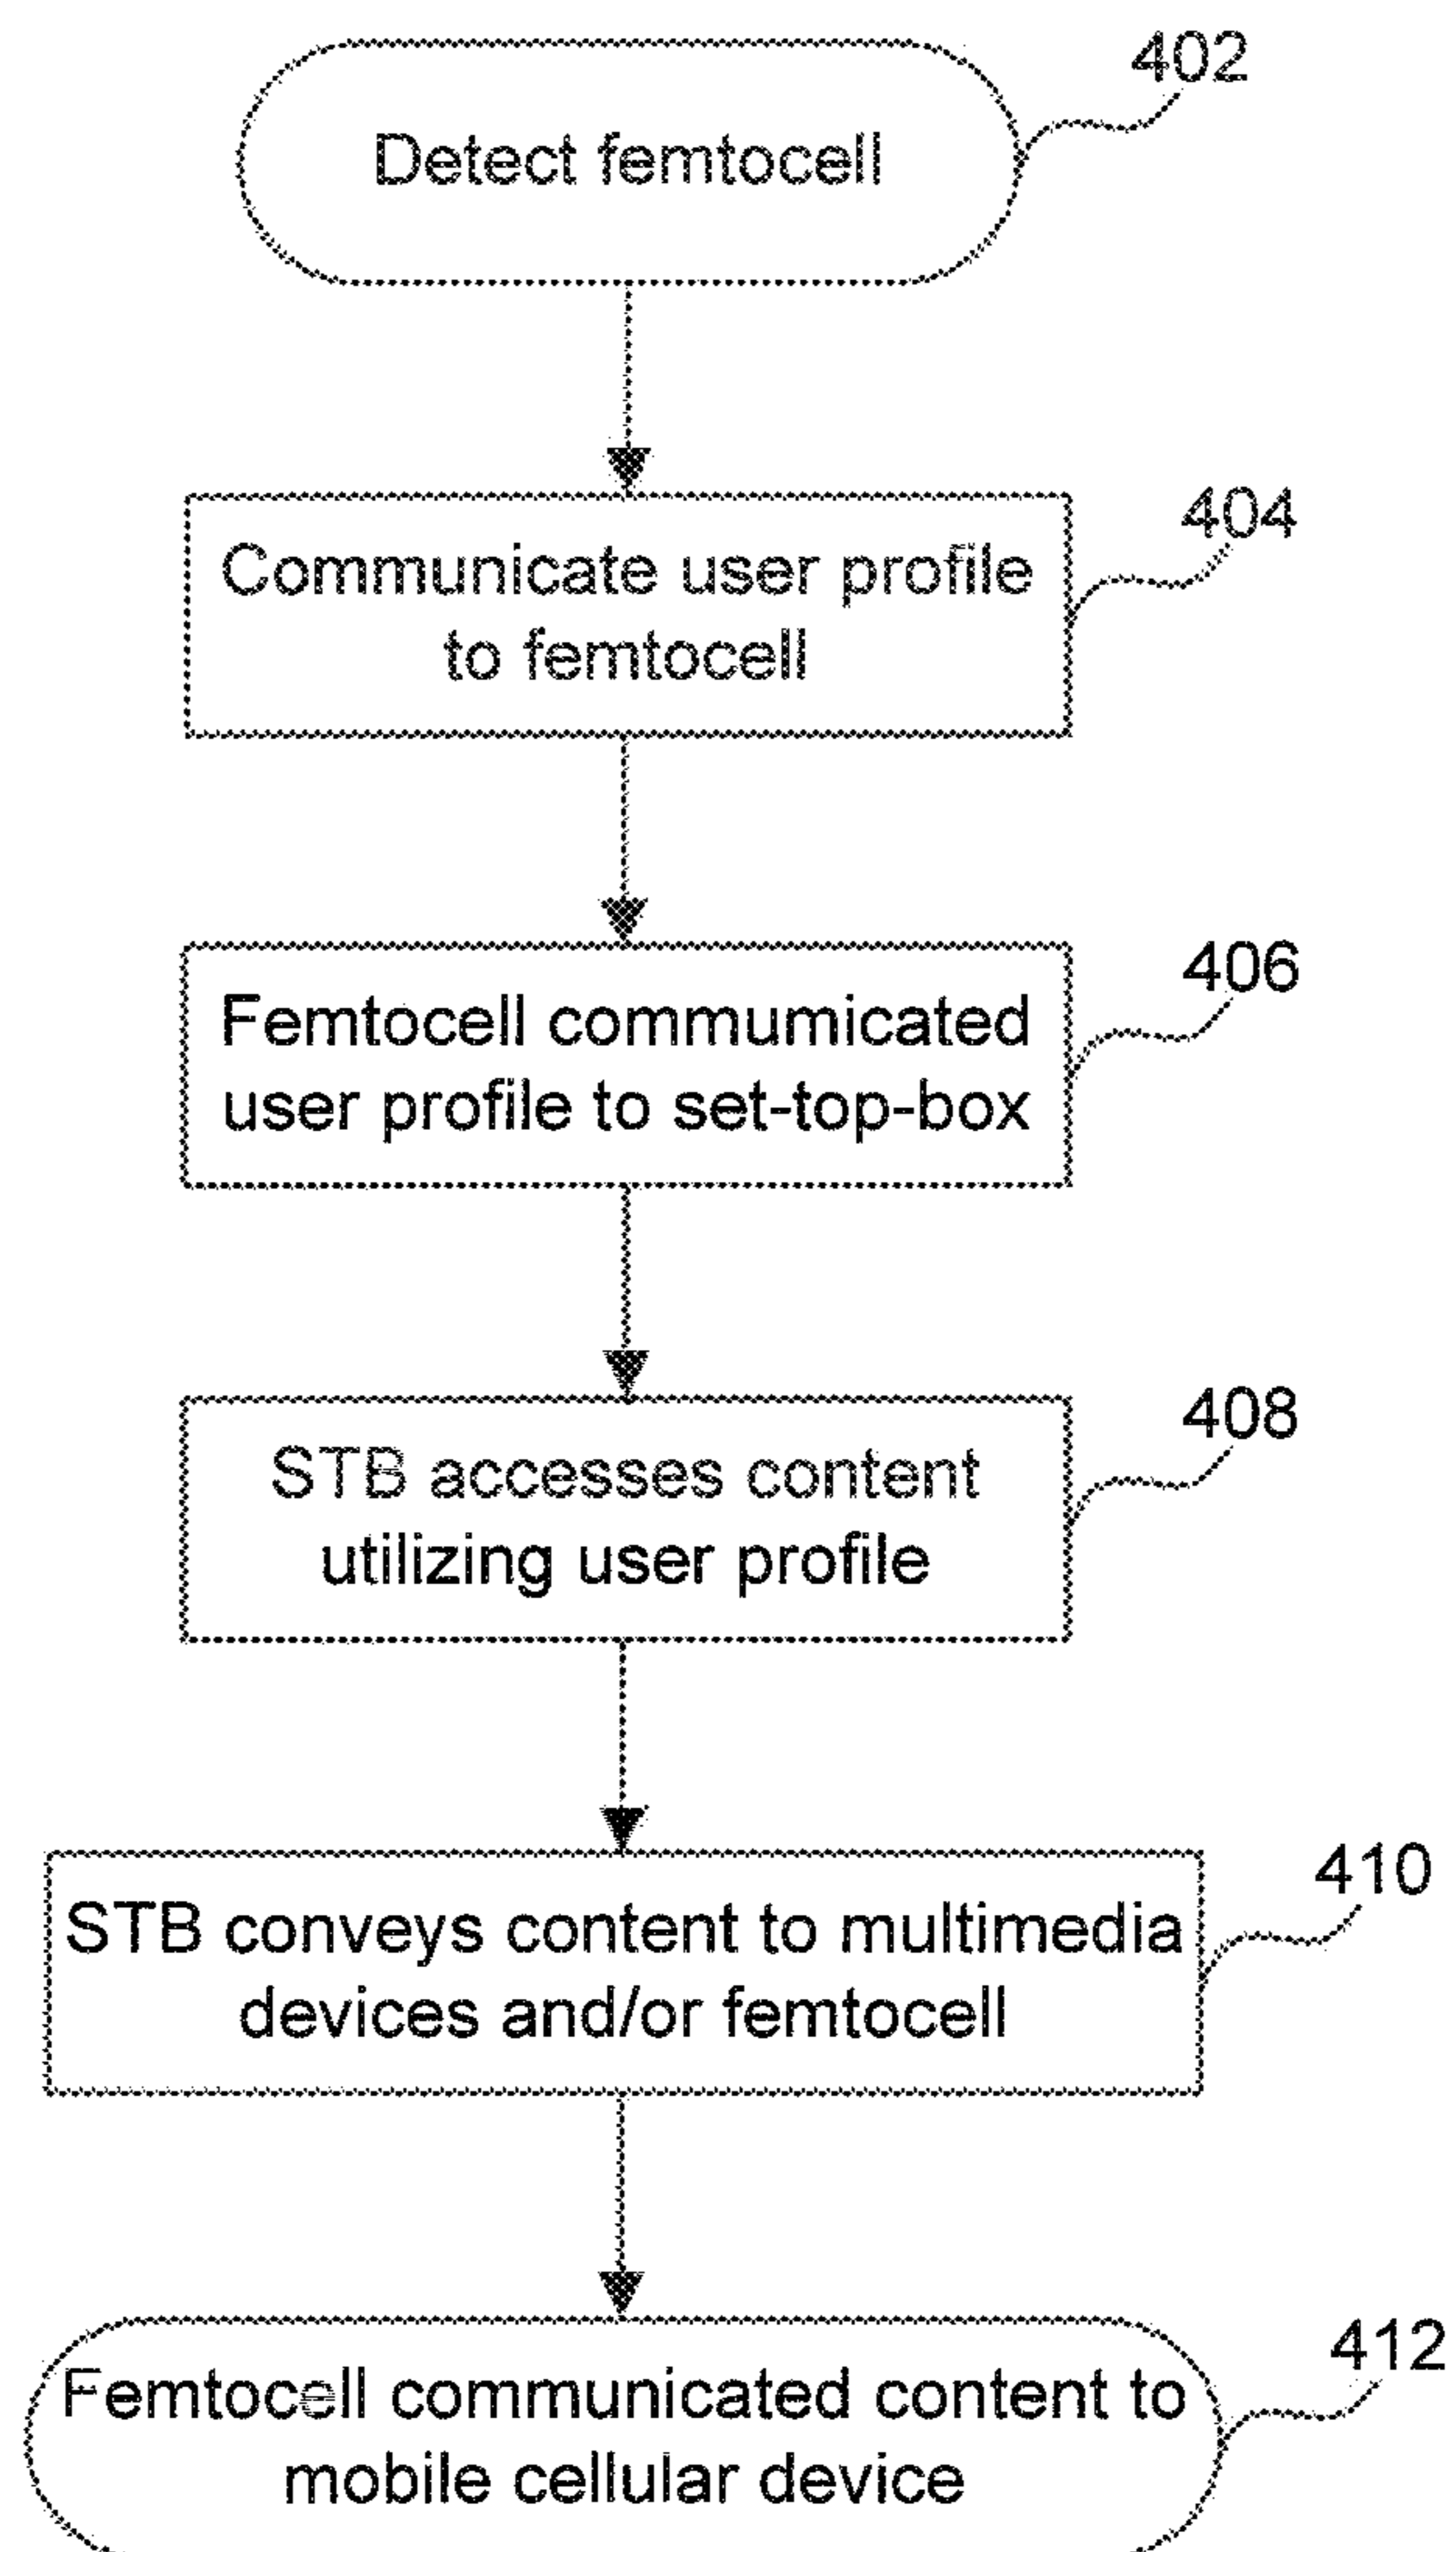 402
Detect femtocell
404
Communicate user profile
to femtocell
406
Femtocell commumicated
user profile to set-top-box
408
STB accesses content
utilizing user profile
410
STB conveys content to multimedia
devices and/or femtocell
412
Femtocell communicated content to
mobile cellular device